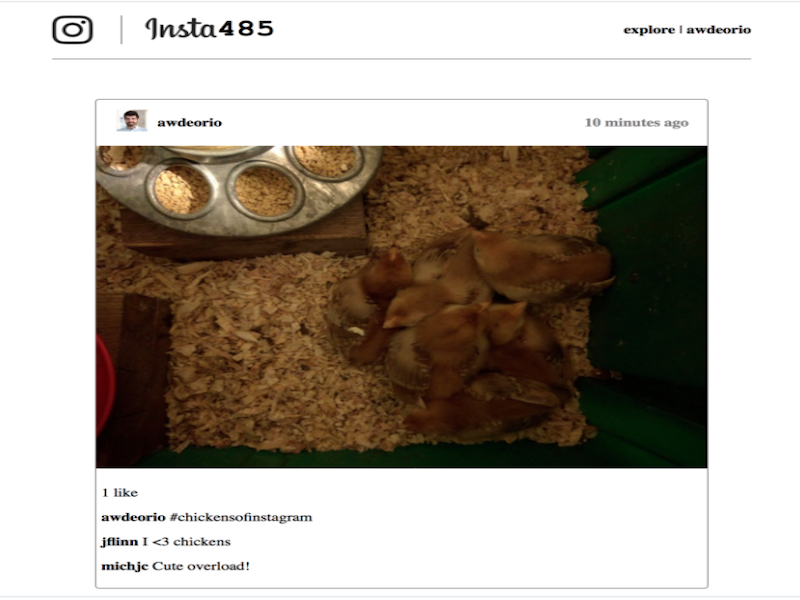 Insta485
explore | awdeorio
awdeorio
10 minutes ago
1 like
awdeorio #chickensofinstagram
jflinn I <3 chickens
michjc Cute overload!